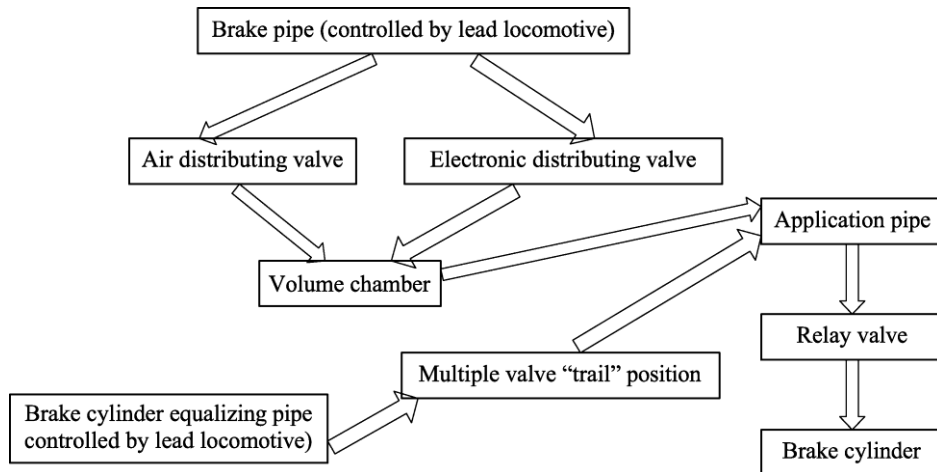 Brake pipe (controlled by lead locomotive)
Air distributing valve
Electronic distributing valve
Application pipe
Volume chamber
Relay valve
Multiple valve “trail” position
Brake cylinder equalizing pipe
controlled by lead locomotive)
Brake cylinder